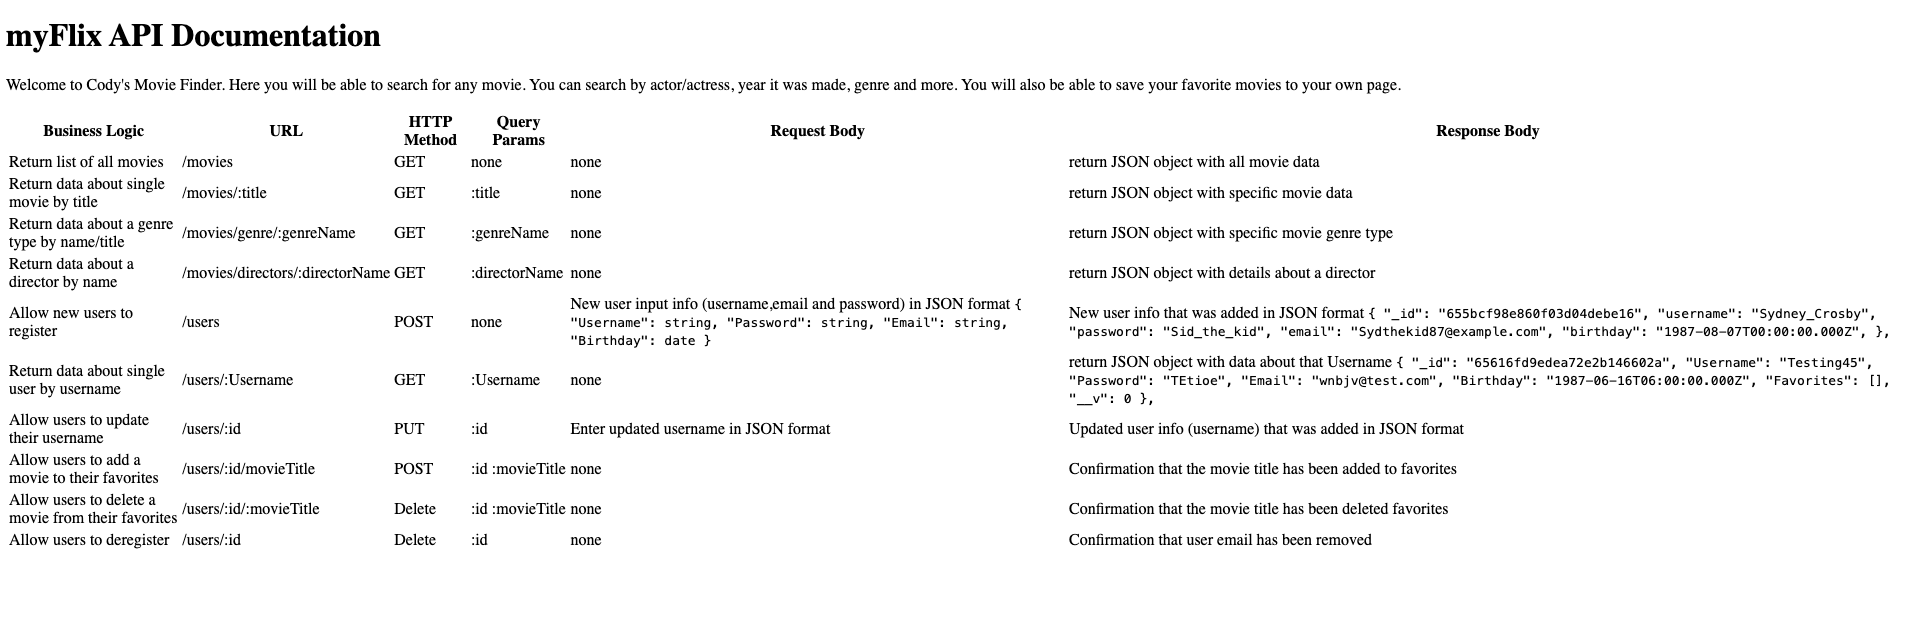 myFlix API Documentation
Welcome to Cody's Movie Finder. Here you will be able to search for any movie. You can search by actor/actress, year it was made, genre and more. You will also be able to save your favorite movies to your own page.
Business Logic URL HTTP Method Query Params Request Body Response Body
Return list of all movies /movies GET none none return JSON object with all movie data
Return data about single movie by title /movies/:title GET :title none return JSON object with specific movie data
Return data about a genre type by name/title /movies/genre/:genreName GET :genreName none return JSON object with specific movie genre type
Return data about a director by name /movies/directors/:directorName GET :directorName none return JSON object with details about a director
Allow new users to register /users POST none New user input info (username,email and password) in JSON format { "Username": string, "Password": string, "Email": string, "Birthday": date } New user info that was added in JSON format { "_id": "655bcf98e860f03d04debe16", "username": "Sydney_Crosby", "password": "Sid_the_kid", "email": "Sydthekid87@example.com", "birthday": "1987-08-07T00:00:00.000Z", },
Return data about single user by username /users/:Username GET :Username none return JSON object with data about that Username { "_id": "65616fd9edea72e2b146602a", "Username": "Testing45", "Password": "TEtioe", "Email": "wnbjv@test.com", "Birthday": "1987-06-16T06:00:00.000Z", "Favorites": [], "__v": 0 },
Allow users to update their username /users/:id PUT :id Enter updated username in JSON format Updated user info (username) that was added in JSON format
Allow users to add a movie to their favorites /users/:id/movieTitle POST :id :movieTitle none Confirmation that the movie title has been added to favorites
Allow users to delete a movie from their favorites /users/:id/:movieTitle Delete :id :movieTitle none Confirmation that the movie title has been deleted favorites
Allow users to deregister /users/:id Delete :id none Confirmation that user email has been removed